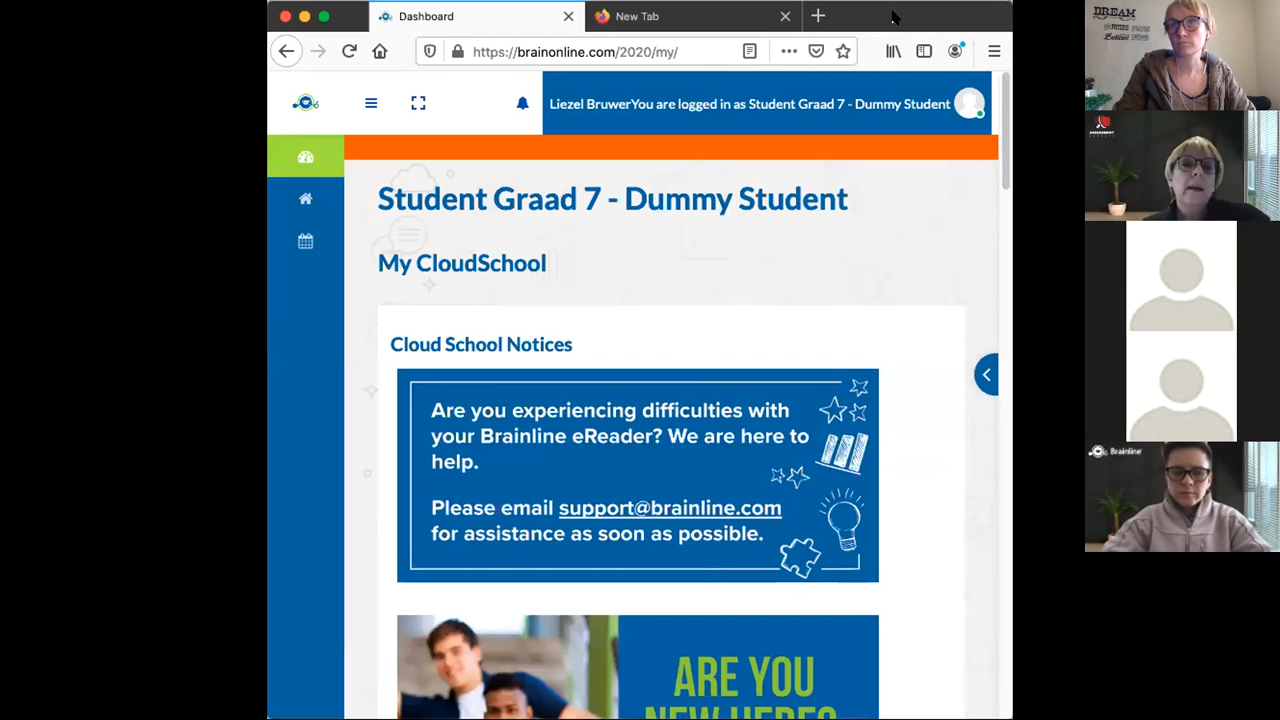 Dashboard
New Tab
https://brainonline.com/2020/my/
Liezel BruwerYou are logged in as Student Graad 7 - Dummy Student
Student Graad 7 - Dummy Student
My CloudSchool
Cloud School Notices
Are you experiencing difficulties with
your Brainline eReader? We are here to
help.
Please email support@brainline.com
for assistance as soon as possible.
ARE YOU
NEW HERE?
DREAM
Brainline